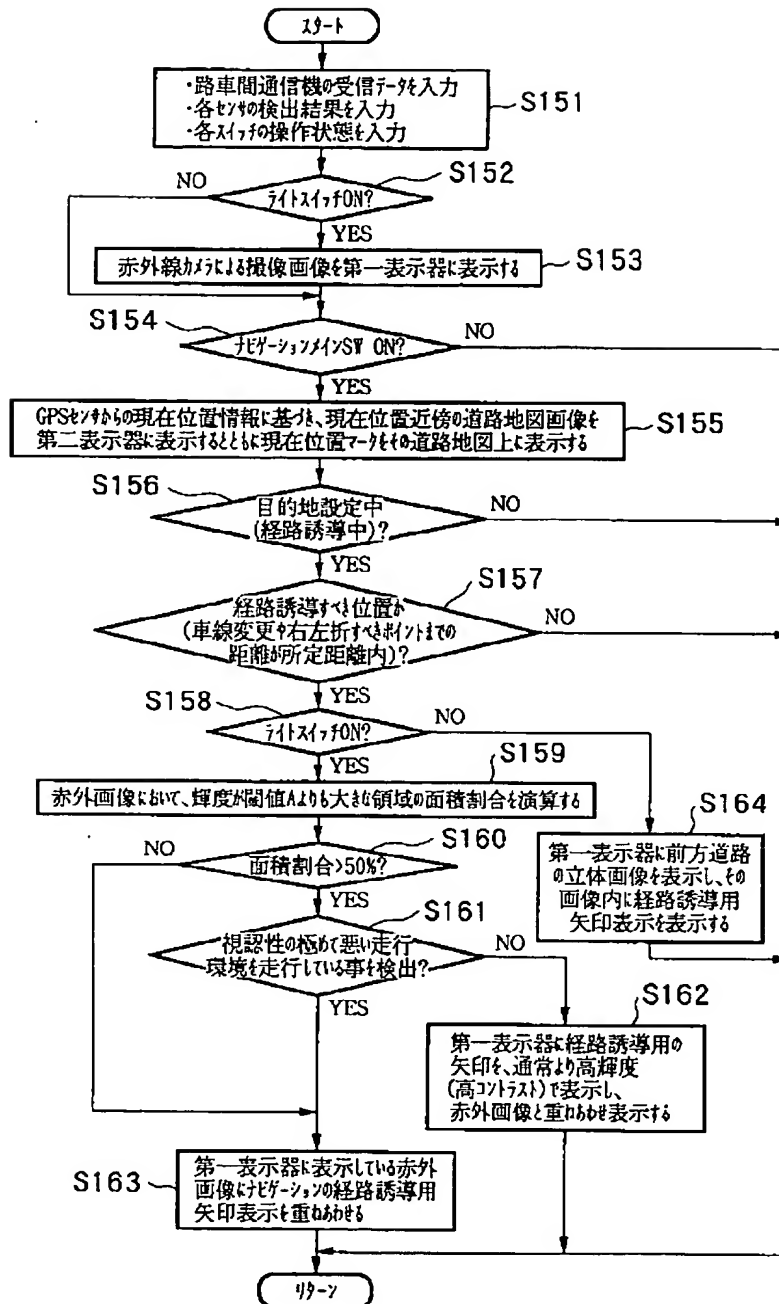 スタート
・路車間通信機の受信データを入力
・各センサの検出結果を入力
・各スイッチの操作状態を入力
S151
NO
S152
ライトスイッチON?
YES
赤外線カメラによる撮像画像を第一表示器に表示する
S153
S154
ナビゲーションメインSW ON?
NO
YES
GPSセンサからの現在位置情報に基づき、現在位置近傍の道路地図画像を
第二表示器に表示するとともに現在位置マークをその道路地図上に表示する
S155
S156
目的地設定中
(経路誘導中)?
NO
YES
S157
経路誘導すべき位置か
(車線変更や右左折すべきポイントまでの
距離が所定距離内)?
NO
YES
S158
ライトスイッチON?
NO
YES
S159
赤外画像において、輝度が閾値Aよりも大きな領域の面積割合を演算する
S164
第一表示器に前方道路
の立体画像を表示し、その
画像内に経路誘導用
矢印表示を表示する
NO
S160
面積割合>50%?
YES
S161
視認性の極めて悪い走行
環境を走行している事を検出?
NO
YES
S162
第一表示器に経路誘導用の
矢印を、通常より高輝度
(高コントラスト)で表示し、
赤外画像と重ねあわせ表示する
S163
第一表示器に表示している赤外
画像にナビゲーションの経路誘導用
矢印表示を重ねあわせる
リターン